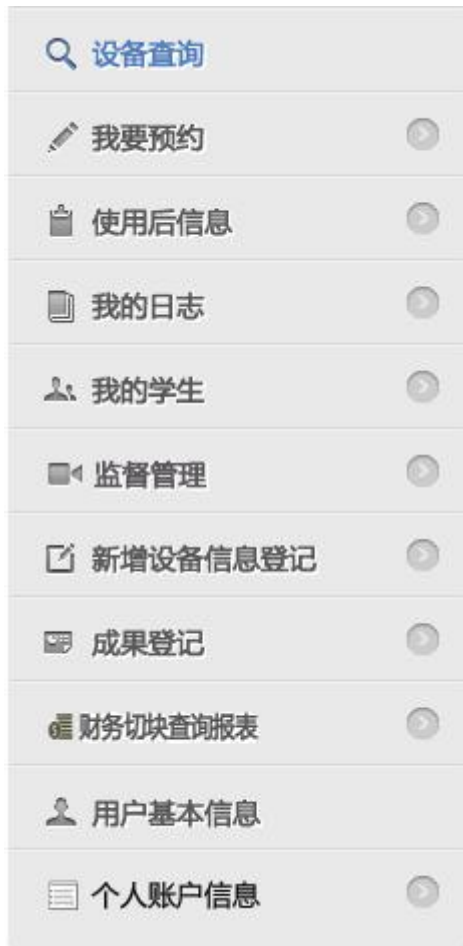 设备查询
我要预约
使用后信息
我的日志
我的学生
监督管理
新增设备信息登记
成果登记
财务切块查询报表
用户基本信息
个人账户信息